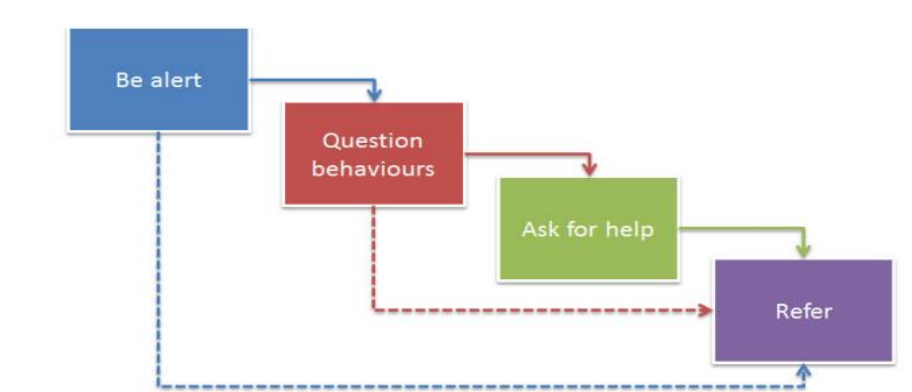 Be alert
Question
behaviours
Ask for help
Refer